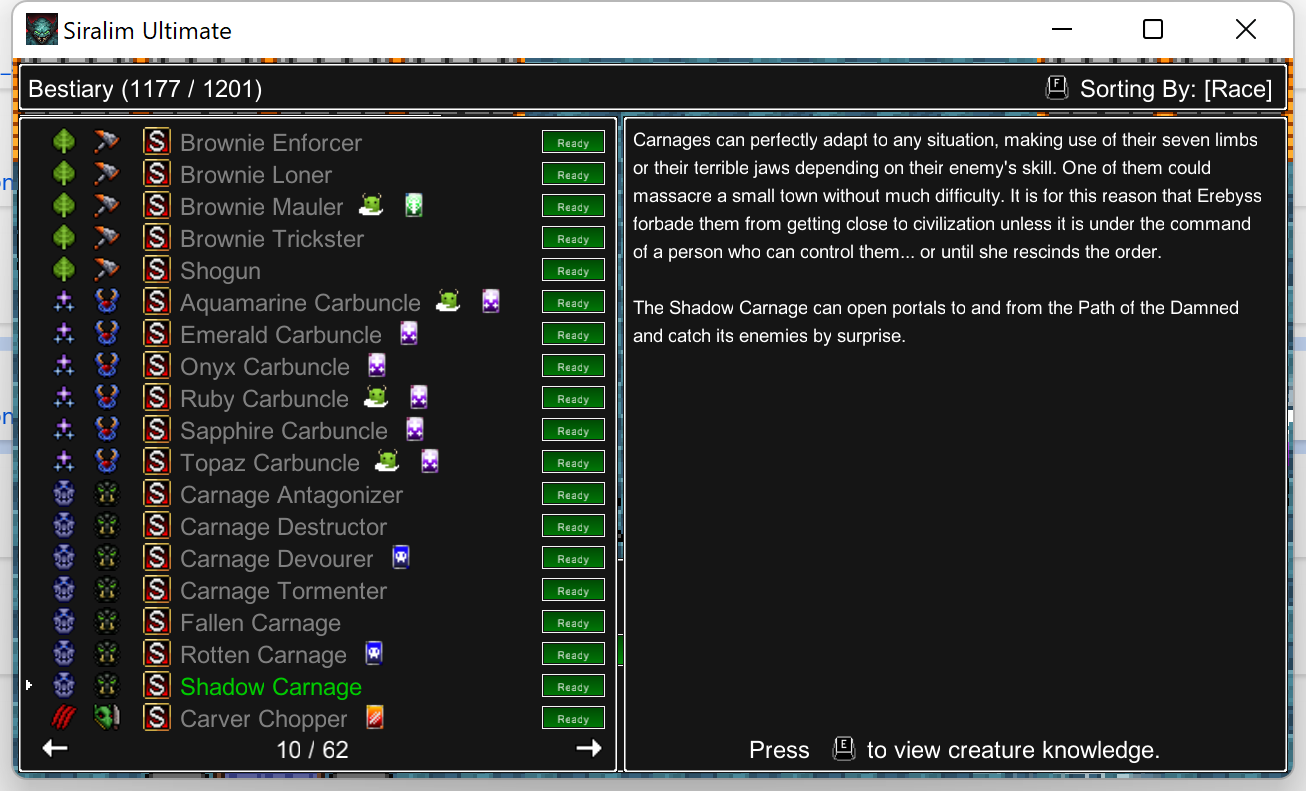 Siralim Ultimate
Bestiary (1177 / 1201)
F Sorting By: [Race]
S Brownie Enforcer Ready
S Brownie Loner Ready
S Brownie Mauler Ready
S Brownie Trickster Ready
S Shogun Ready
S Aquamarine Carbuncle Ready
S Emerald Carbuncle Ready
S Onyx Carbuncle Ready
S Ruby Carbuncle Ready
S Sapphire Carbuncle Ready
S Topaz Carbuncle Ready
S Carnage Antagonizer Ready
S Carnage Destructor Ready
S Carnage Devourer Ready
S Carnage Tormenter Ready
S Fallen Carnage Ready
S Rotten Carnage Ready
S Shadow Carnage Ready
S Carver Chopper Ready
10 / 62
Carnages can perfectly adapt to any situation, making use of their seven limbs
or their terrible jaws depending on their enemy's skill. One of them could
massacre a small town without much difficulty. It is for this reason that Erebyss
forbade them from getting close to civilization unless it is under the command
of a person who can control them... or until she rescinds the order.
The Shadow Carnage can open portals to and from the Path of the Damned
and catch its enemies by surprise.
Press E to view creature knowledge.